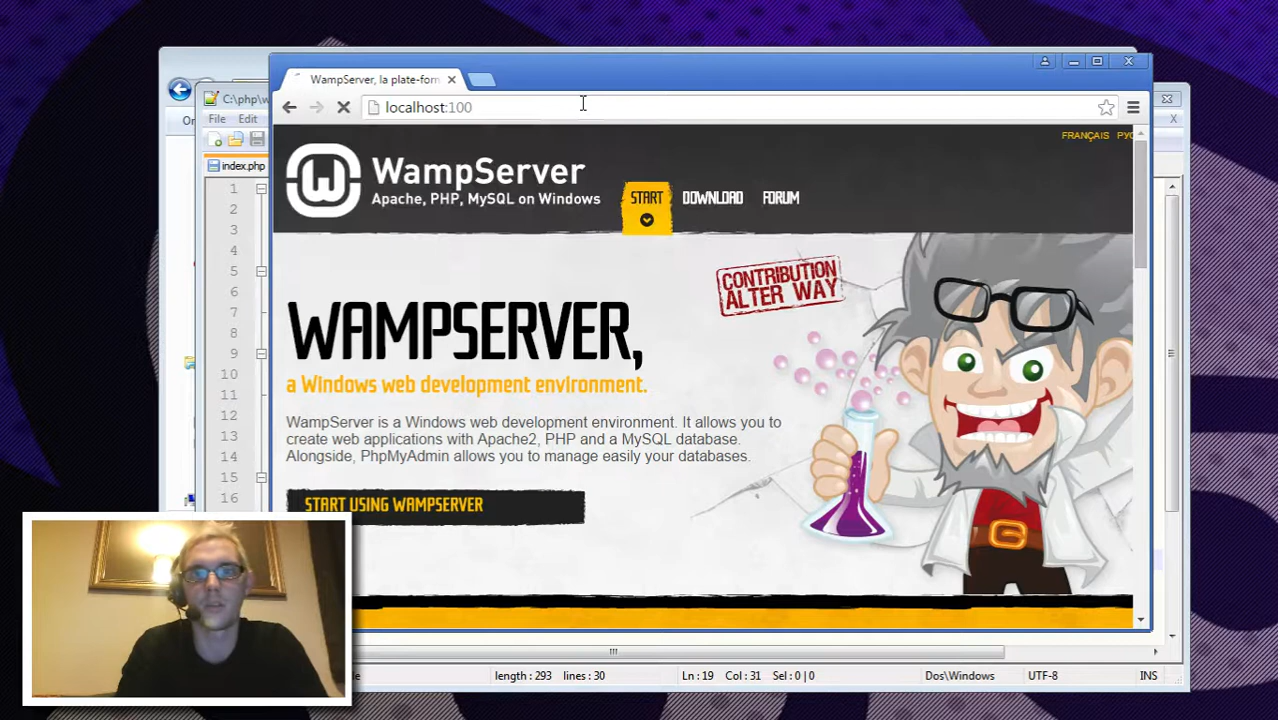 WampServer, la plate-forn
localhost:100
C:\php\w
Or
File Edit
index.php
X
1
2
3
4
5
6
7
8
9
10
11
12
13
14
15
16
FRANÇAIS РУС
WampServer
Apache, PHP, MySQL on Windows
START DOWNLOAD FORUM
CONTRIBUTION
ALTER WAY
WAMPSERVER,
a Windows web development environment.
WampServer is a Windows web development environment. It allows you to
create web applications with Apache2, PHP and a MySQL database.
Alongside, PhpMyAdmin allows you to manage easily your databases.
START USING WAMPSERVER
length : 293 lines : 30 Ln : 19 Col : 31 Sel : 0 | 0 Dos\Windows UTF-8 INS